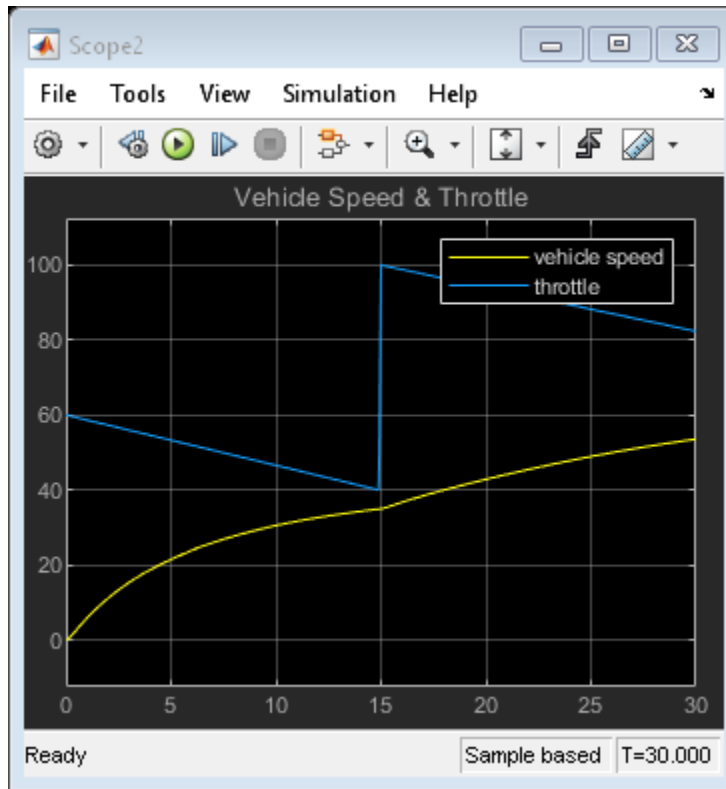 Scope2
File Tools View Simulation Help
Vehicle Speed & Throttle
vehicle speed
throttle
100
80
60
40
20
0
0 5 10 15 20 25 30
Ready Sample based T=30.000